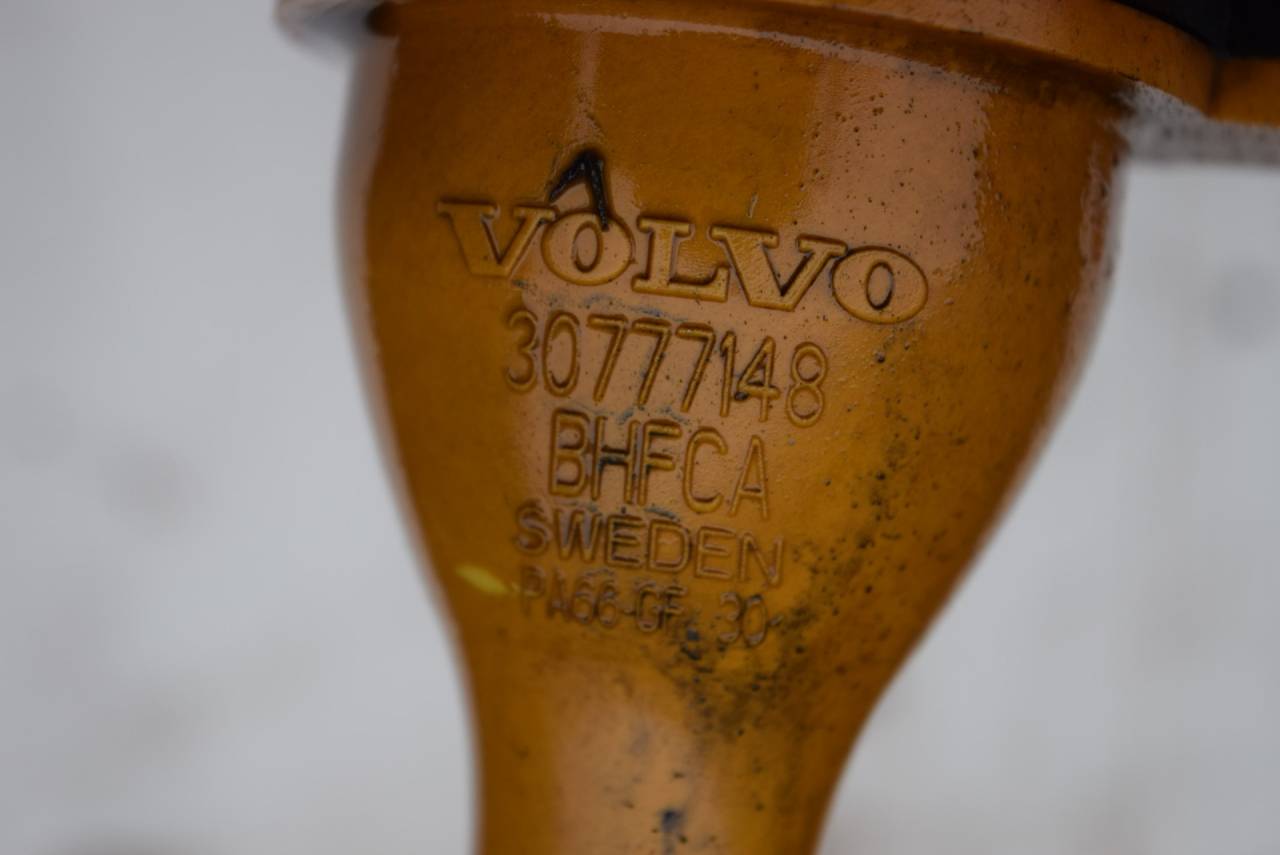 VOLVO
30777148
BHFCA
SWEDEN
PA66-GF 30